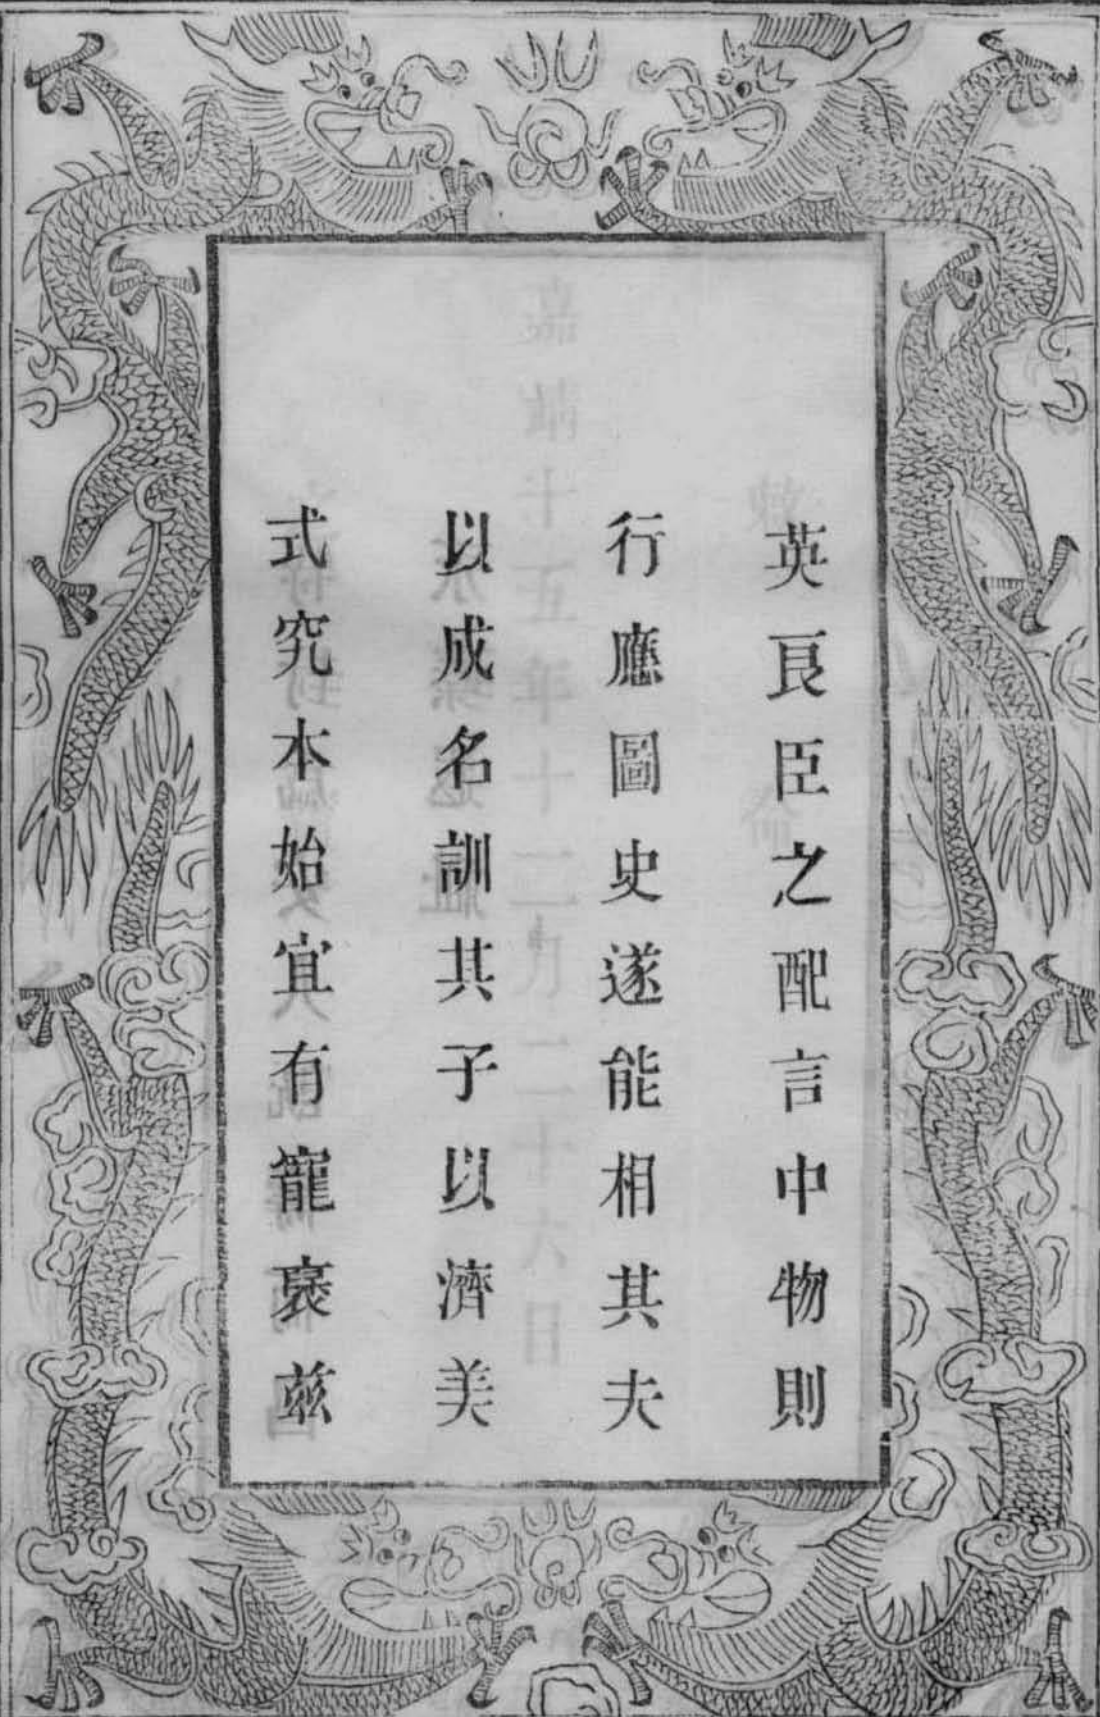 英良臣之配言中物則
行應圖史遂能相其夫
以成名訓其子以濟美
式究本始宜有寵褒兹